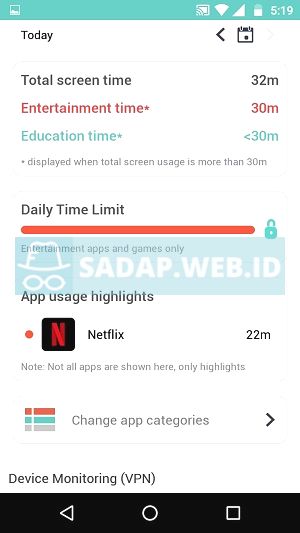 5:19
Today
Total screen time 32m
Entertainment time* 30m
Education time* <30m
* displayed when total screen usage is more than 30m
Daily Time Limit
Entertainment apps and games only
SADAP.WEB.ID
App usage highlights
N Netflix 22m
Note: Not all apps are shown here, only highlights
Change app categories
Device Monitoring (VPN)